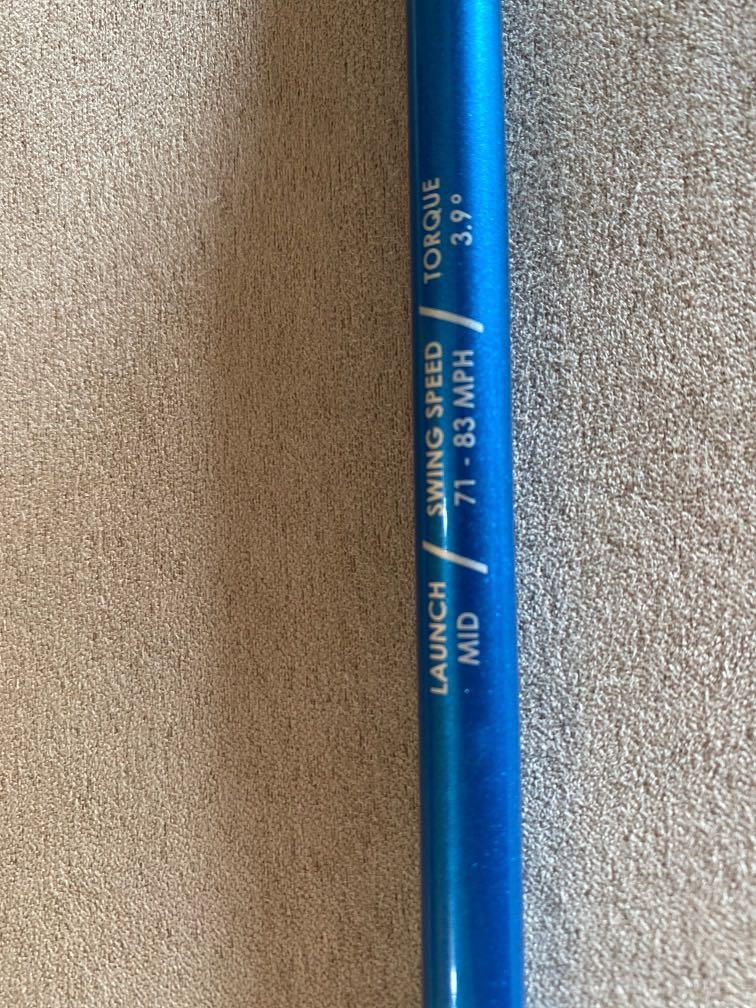 LAUNCH / SWING SPEED / TORQUE
MID / 71 - 83 MPH / 3.9°